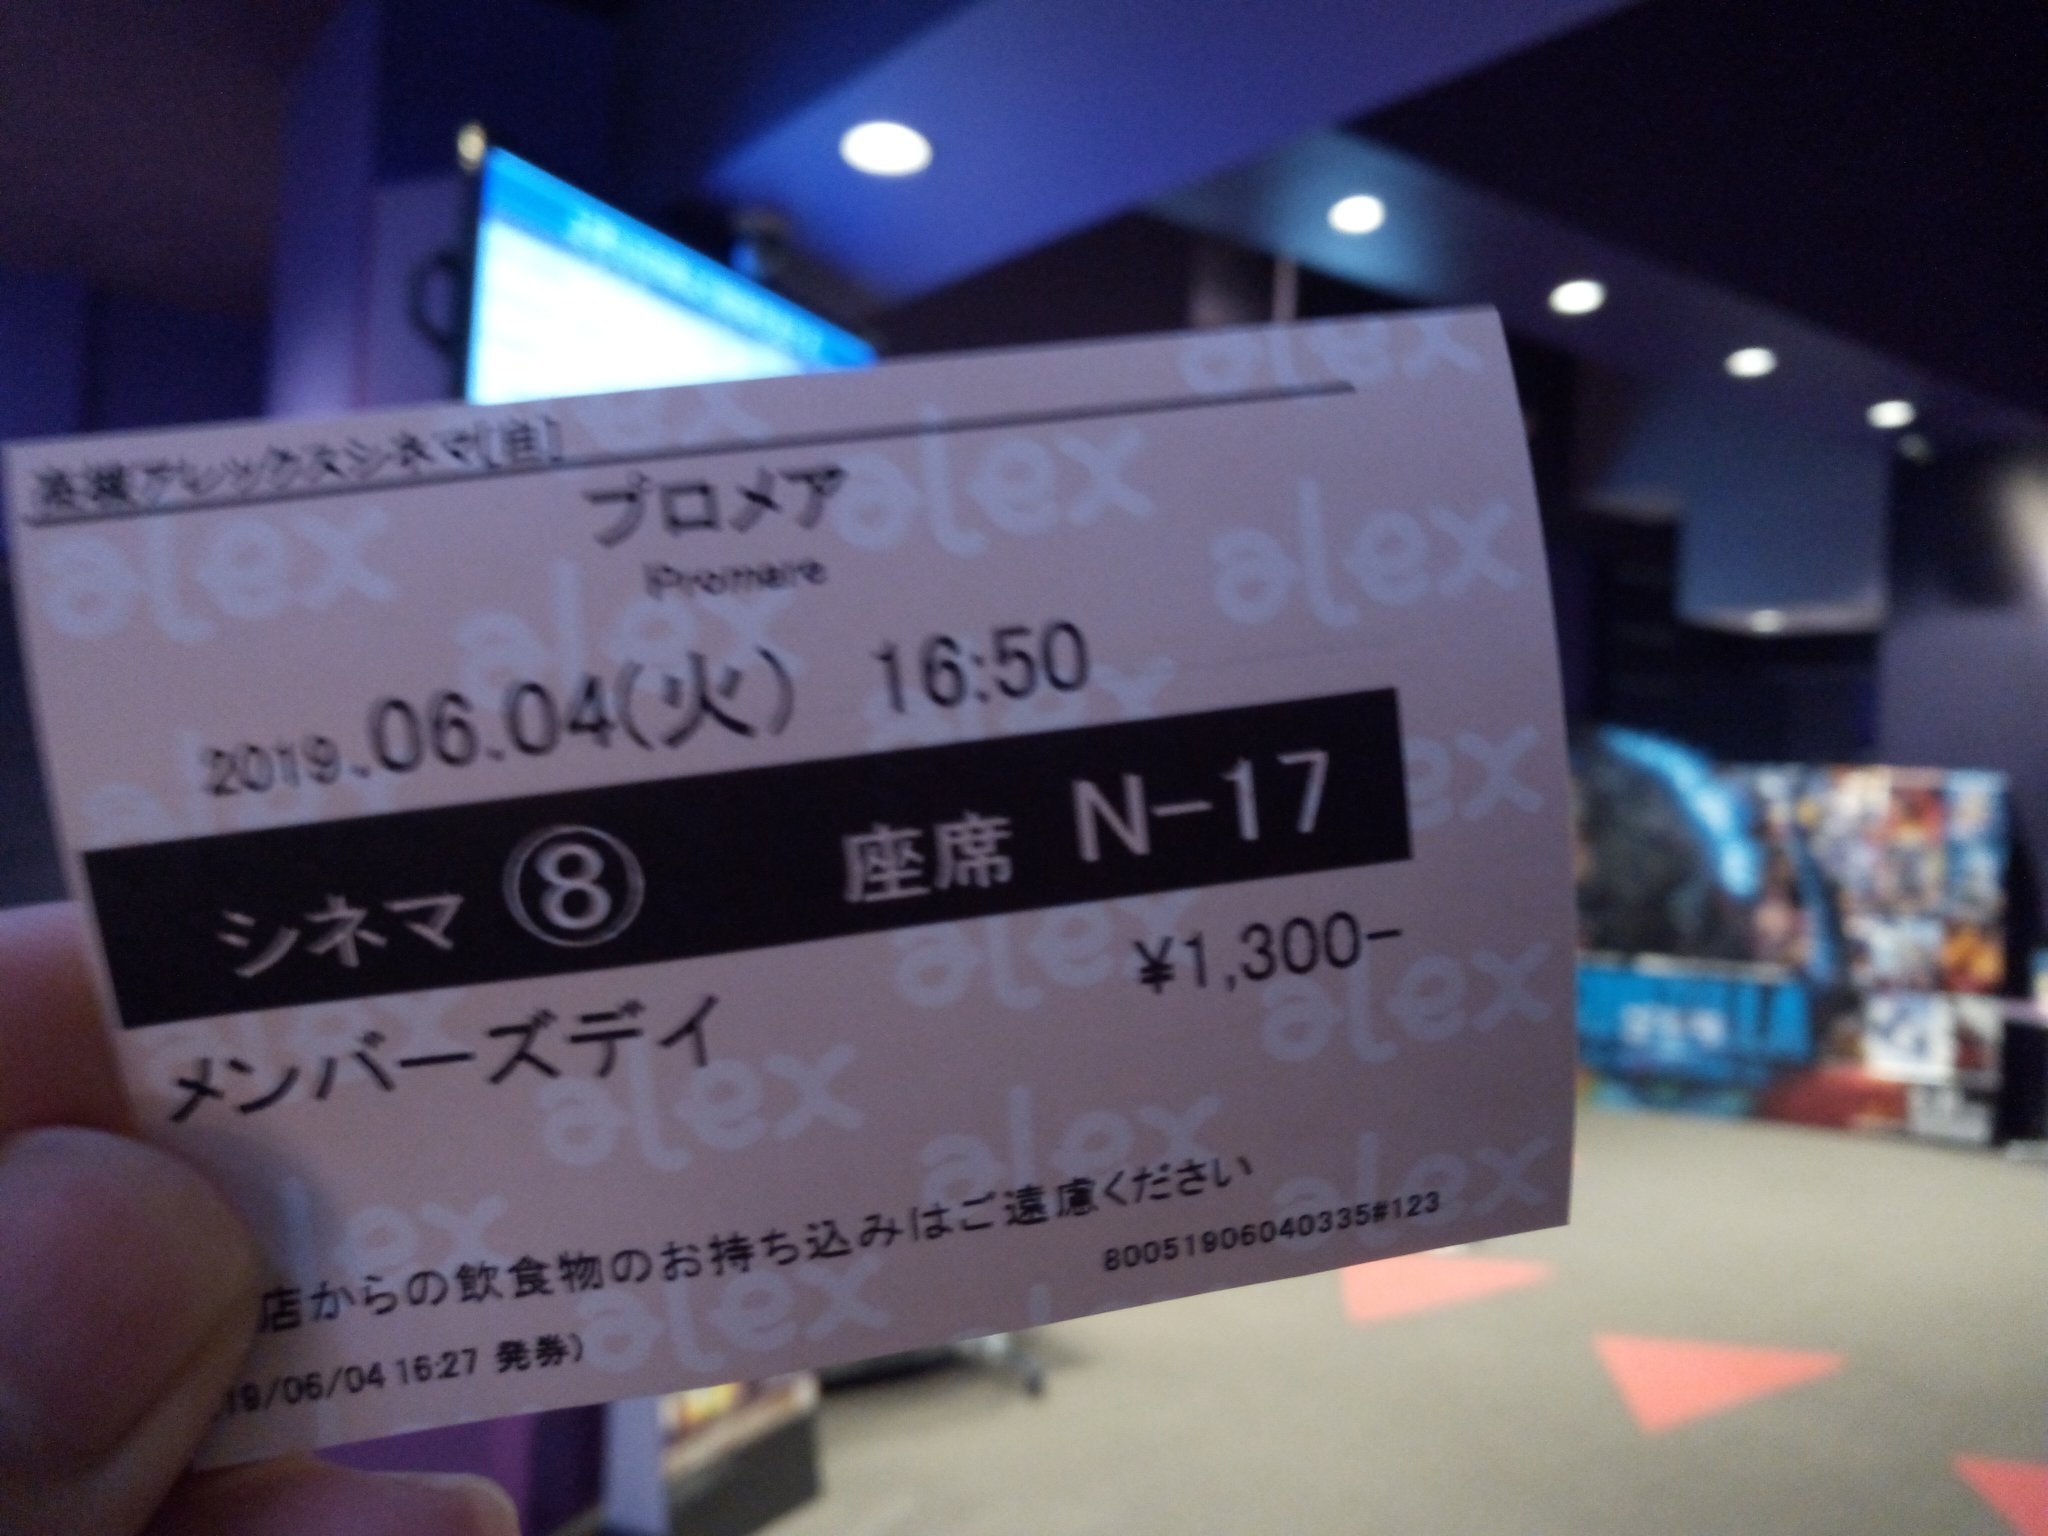 プロメア
Promare
2019.06.04(火) 16:50
シネマ ⑧ 座席 N-17
メンバーズデイ ¥1,300-
店からの飲食物のお持ち込みはご遠慮ください
80051906040335#123
19/06/04 16:27 発券)
alex